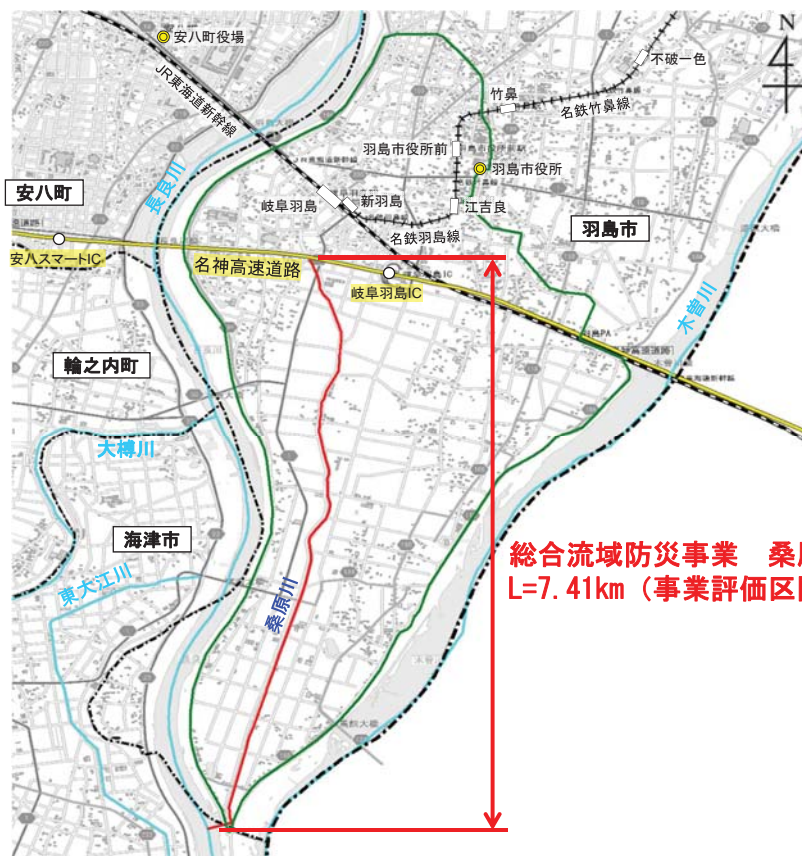 N
安八町役場
不破一色
JR東海道新幹線
竹鼻
名鉄竹鼻線
羽島市役所前
羽島市役所
安八町
長良川
岐阜羽島
新羽島
江吉良
羽島市
名鉄羽島線
安八スマートIC
名神高速道路
岐阜羽島IC
木曽川
輪之内町
大樽川
海津市
東大江川
桑原川
総合流域防災事業 桑原
L=7.41km（事業評価区